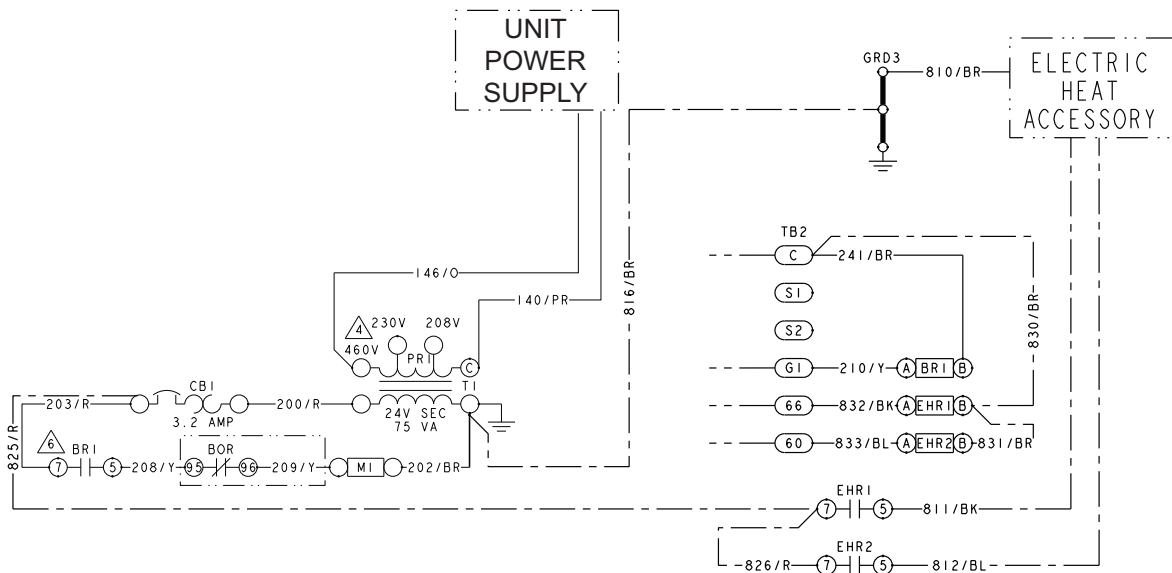 UNIT
POWER
SUPPLY
GRD3
810/BR
ELECTRIC
HEAT
ACCESSORY
TB2
C
241/BR
146/O
140/PR
816/BR
830/BR
S1
S2
4
230V
208V
460V
PR1
C
T1
G1
210/Y
A
BR1
B
203/R
CB1
3.2 AMP
200/R
24V SEC
75 VA
66
832/BK
A
EHR1
B
825/R
6
7
BR1
5
208/Y
BOR
95
96
209/Y
M1
202/BR
60
833/BL
A
EHR2
B
831/BR
EHR1
7
5
811/BK
EHR2
826/R
7
5
812/BL